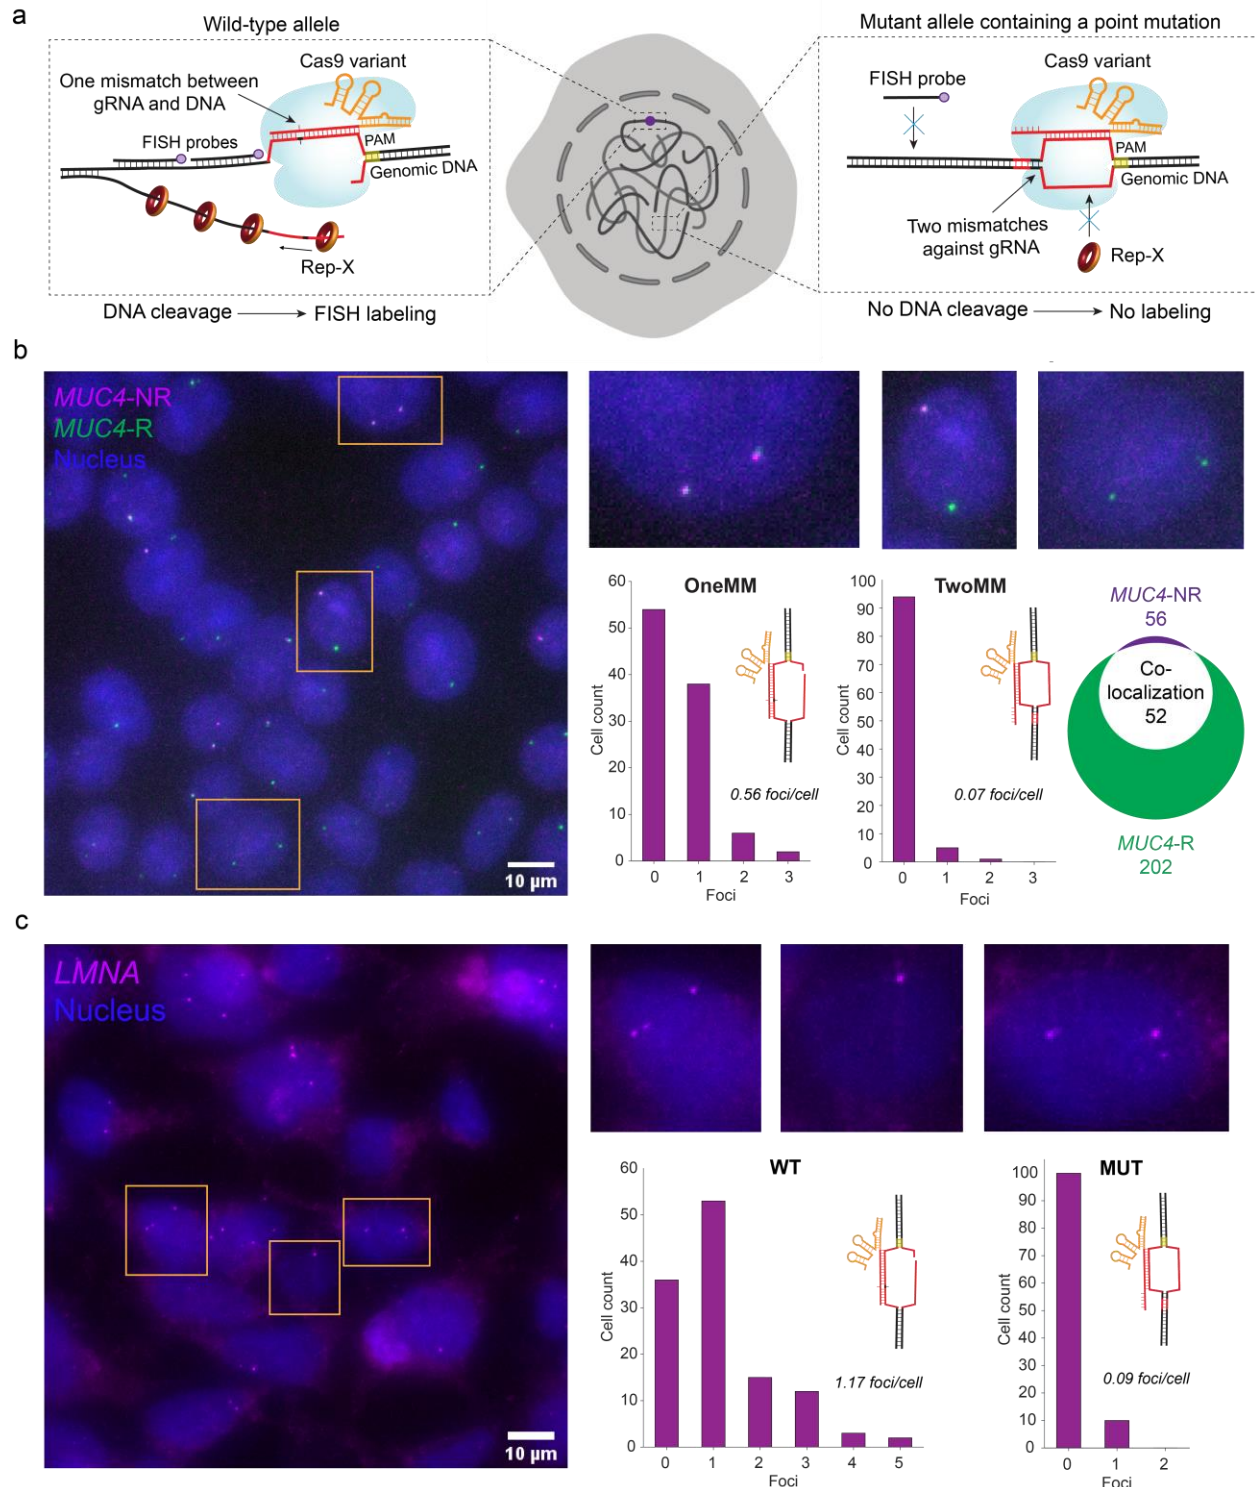 a
Wild-type allele
Cas9 variant
One mismatch between
gRNA and DNA
FISH probes
PAM
Genomic DNA
Rep-X
DNA cleavage
FISH labeling
Mutant allele containing a point mutation
FISH probe
Cas9 variant
PAM
Genomic DNA
Two mismatches
against gRNA
Rep-X
No DNA cleavage
No labeling
b
MUC4-NR
MUC4-R
Nucleus
10 µm
OneMM
Cell count
60
50
40
30
20
10
0
0 1 2 3
Foci
0.56 foci/cell
TwoMM
Cell count
100
90
80
70
60
50
40
30
20
10
0
0 1 2 3
Foci
0.07 foci/cell
MUC4-NR
56
Co-
localization
52
MUC4-R
202
c
LMNA
Nucleus
10 µm
WT
Cell count
60
50
40
30
20
10
0
0 1 2 3 4 5
Foci
1.17 foci/cell
MUT
Cell count
100
90
80
70
60
50
40
30
20
10
0
0 1 2
Foci
0.09 foci/cell